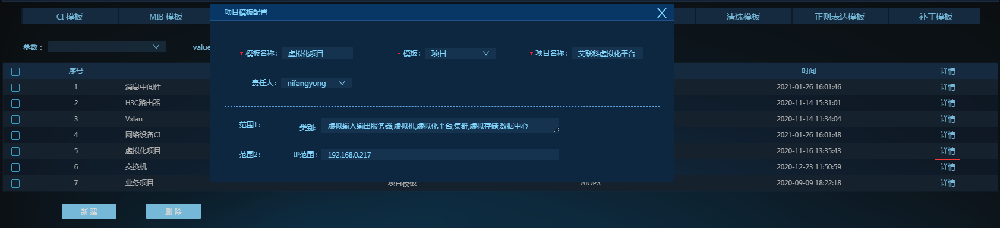 项目模板配置
X
CI 模板
MIB 模板
清洗模板
正则表达模板
补丁模板
参数：
value
* 模板名称: 虚拟化项目
* 模板: 项目
* 项目名称: 艾联科虚拟化平台
责任人: nifangyong
范围1: 类别: 虚拟输入输出服务器,虚拟机,虚拟化平台,集群,虚拟存储,数据中心
范围2: IP范围: 192.168.0.217
序号 时间 详情
1 消息中间件 2021-01-26 16:01:46 详情
2 H3C路由器 2020-11-14 15:31:01 详情
3 Vxlan 2020-11-14 11:34:04 详情
4 网络设备CI 2021-01-26 16:01:48 详情
5 虚拟化项目 2020-11-16 13:35:43 详情
6 交换机 2020-12-23 11:50:59 详情
7 业务项目 项目模板 AIOPS 2020-09-09 18:22:18 详情
新 建
删 除